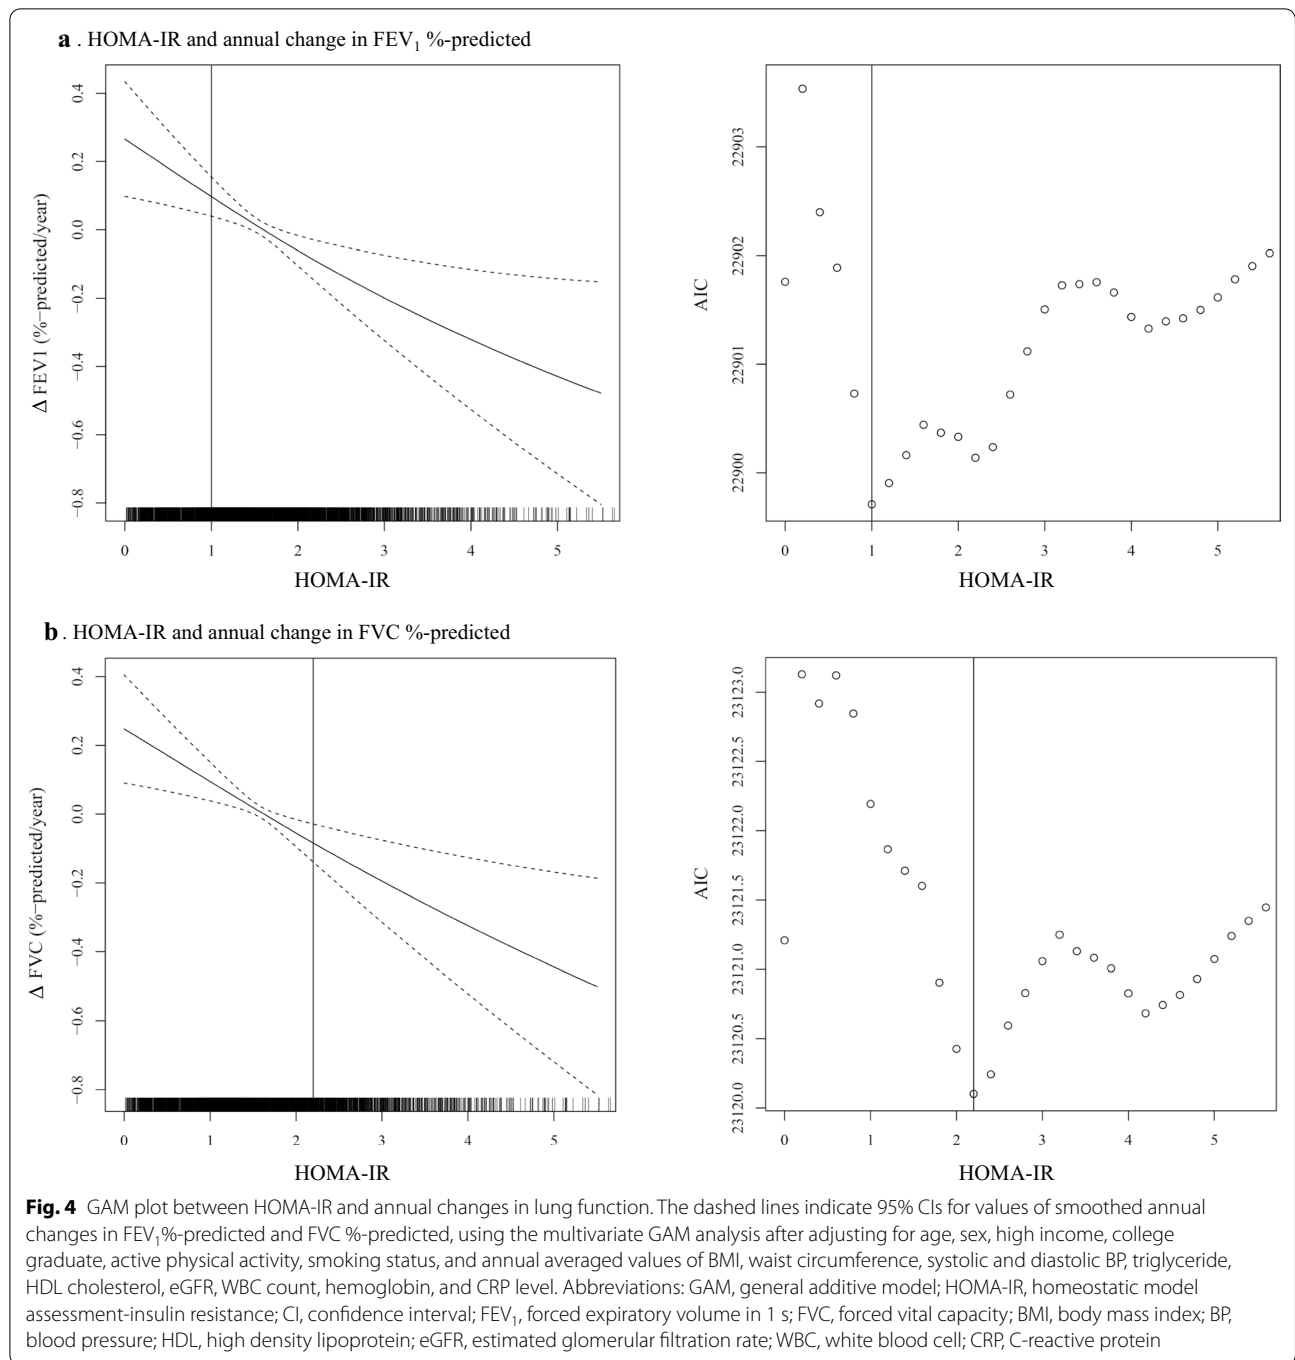 a . HOMA-IR and annual change in FEV1 %-predicted
0.4
0.2
0.0
−0.2
−0.4
−0.6
−0.8
Δ FEV1 (%−predicted/year)
0 1 2 3 4 5
HOMA-IR
22903
22902
22901
22900
AIC
0 1 2 3 4 5
HOMA-IR
b . HOMA-IR and annual change in FVC %-predicted
0.4
0.2
0.0
−0.2
−0.4
−0.6
−0.8
Δ FVC (%−predicted/year)
0 1 2 3 4 5
HOMA-IR
23123.0
23122.5
23122.0
23121.5
23121.0
23120.5
23120.0
AIC
0 1 2 3 4 5
HOMA-IR
Fig. 4 GAM plot between HOMA-IR and annual changes in lung function. The dashed lines indicate 95% CIs for values of smoothed annual
changes in FEV1%-predicted and FVC %-predicted, using the multivariate GAM analysis after adjusting for age, sex, high income, college
graduate, active physical activity, smoking status, and annual averaged values of BMI, waist circumference, systolic and diastolic BP, triglyceride,
HDL cholesterol, eGFR, WBC count, hemoglobin, and CRP level. Abbreviations: GAM, general additive model; HOMA-IR, homeostatic model
assessment-insulin resistance; CI, confidence interval; FEV1, forced expiratory volume in 1 s; FVC, forced vital capacity; BMI, body mass index; BP,
blood pressure; HDL, high density lipoprotein; eGFR, estimated glomerular filtration rate; WBC, white blood cell; CRP, C-reactive protein